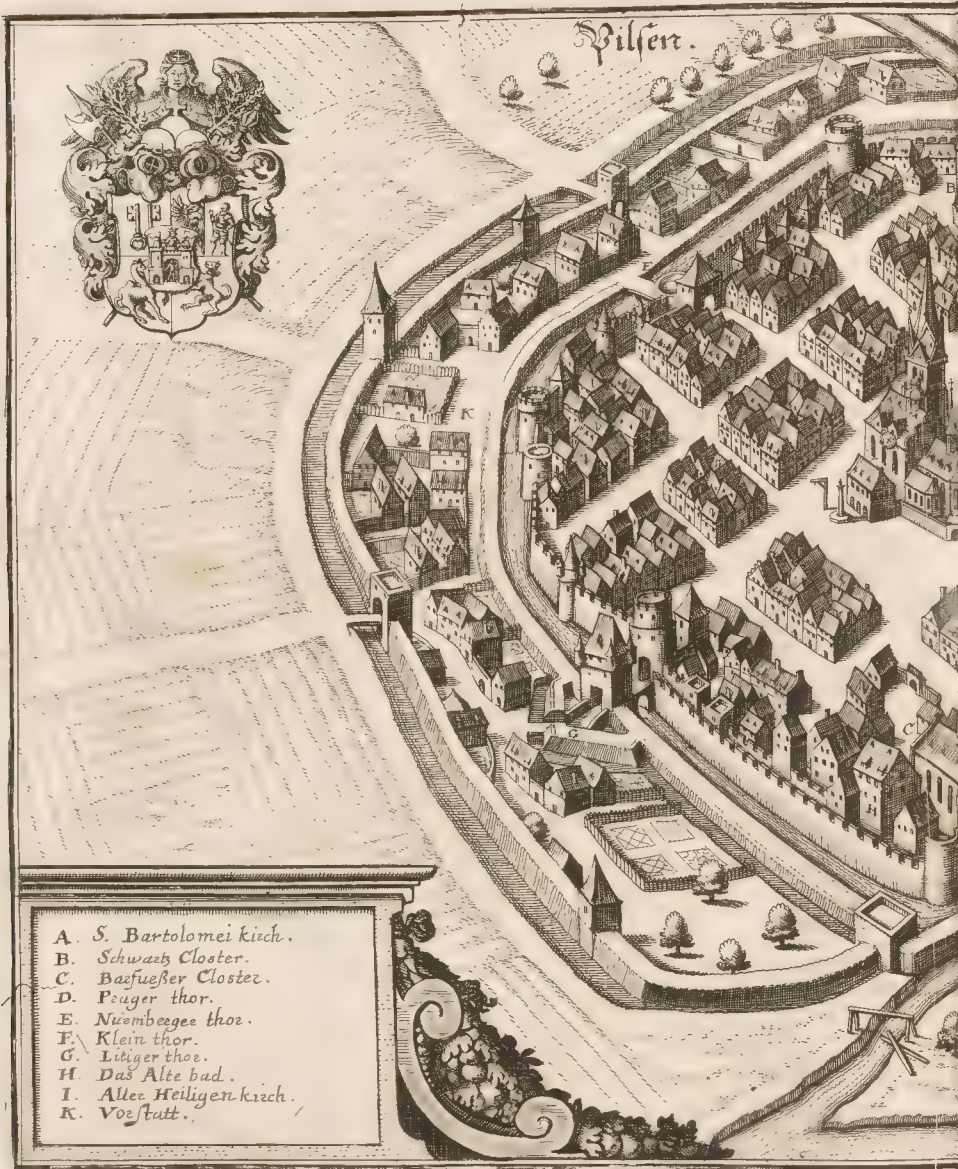 Pilsen.
B
K
G
C
H
A. S. Bartolomei kirch.
B. Schwartz Closter.
C. Barfueßer Closter.
D. Prager thor.
E. Nurmberger thor.
F. Klein thor.
G. Litiger thor.
H. Das Alte bad.
I. Aller Heiligen kirch.
K. Vorstatt.